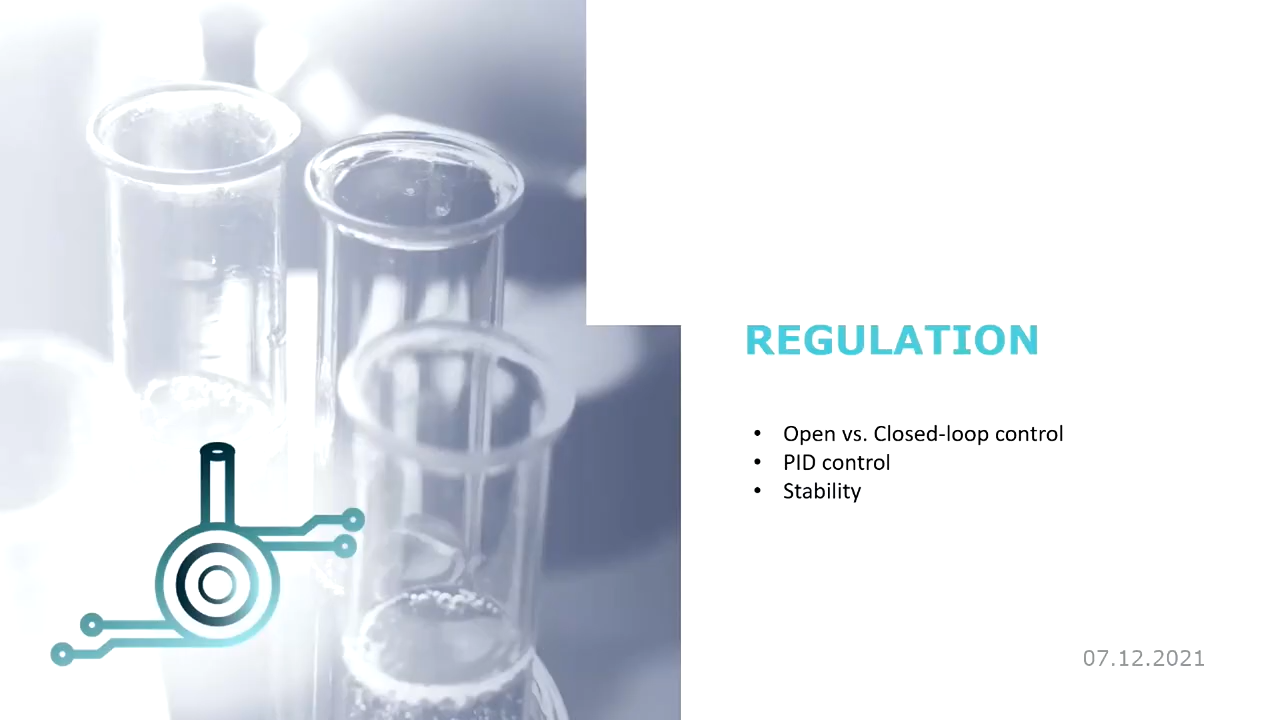 REGULATION
• Open vs. Closed-loop control
• PID control
• Stability
07.12.2021